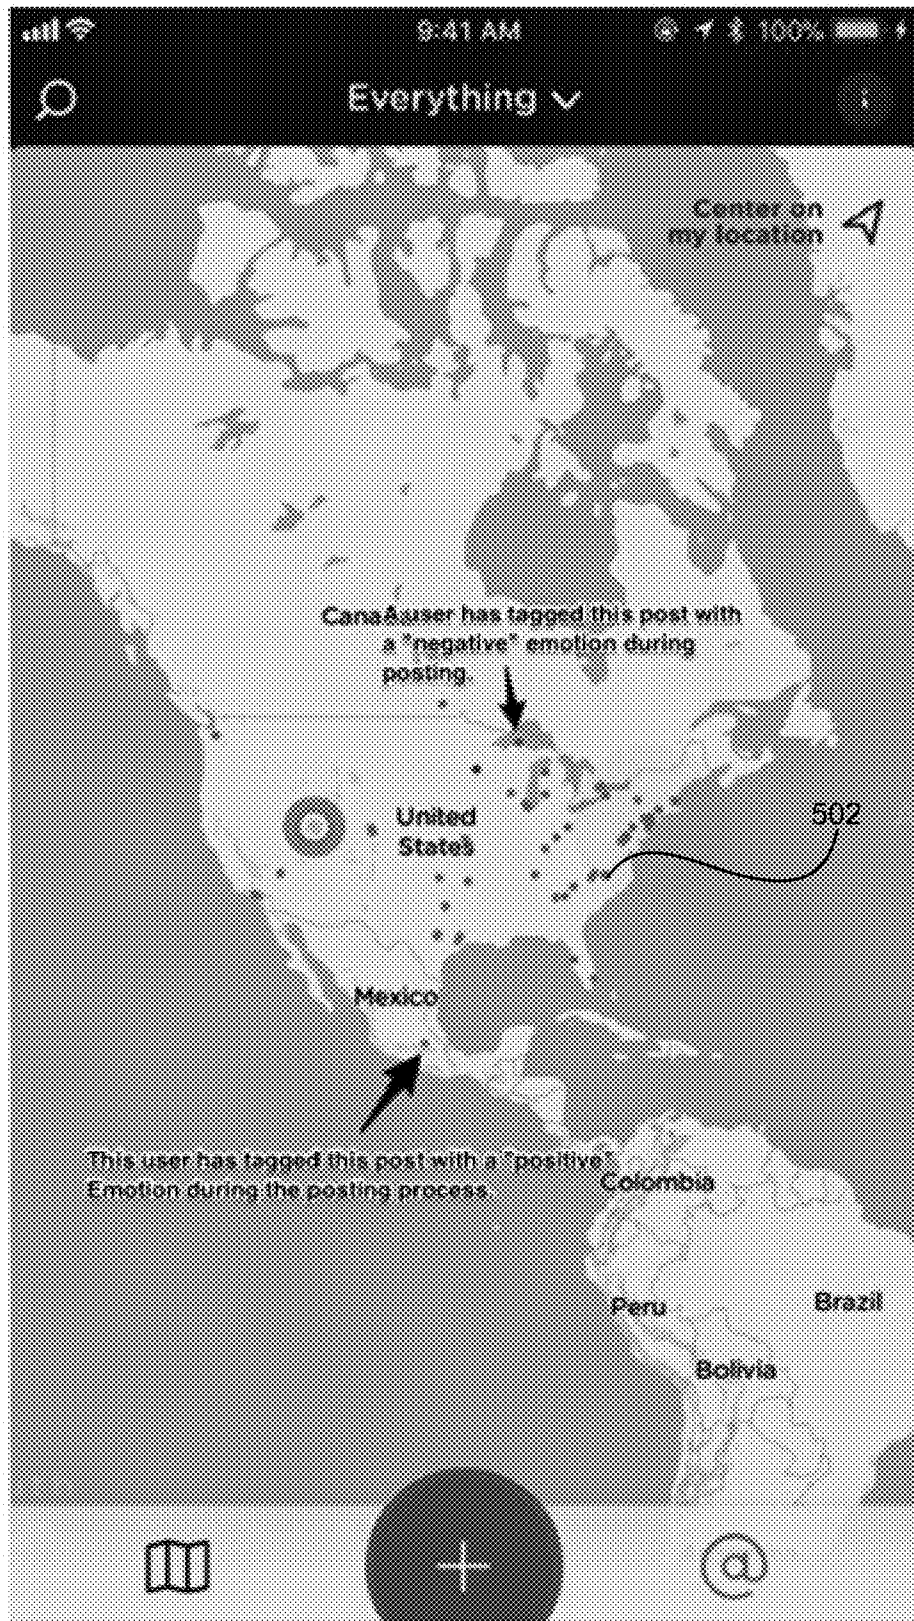 9:41 AM
100%
Everything
Center on
my location
Canada
A user has tagged this post with
a "negative" emotion during
posting.
502
United
States
Mexico
This user has tagged this post with a "positive"
Emotion during the posting process.
Colombia
Peru
Brazil
Bolivia